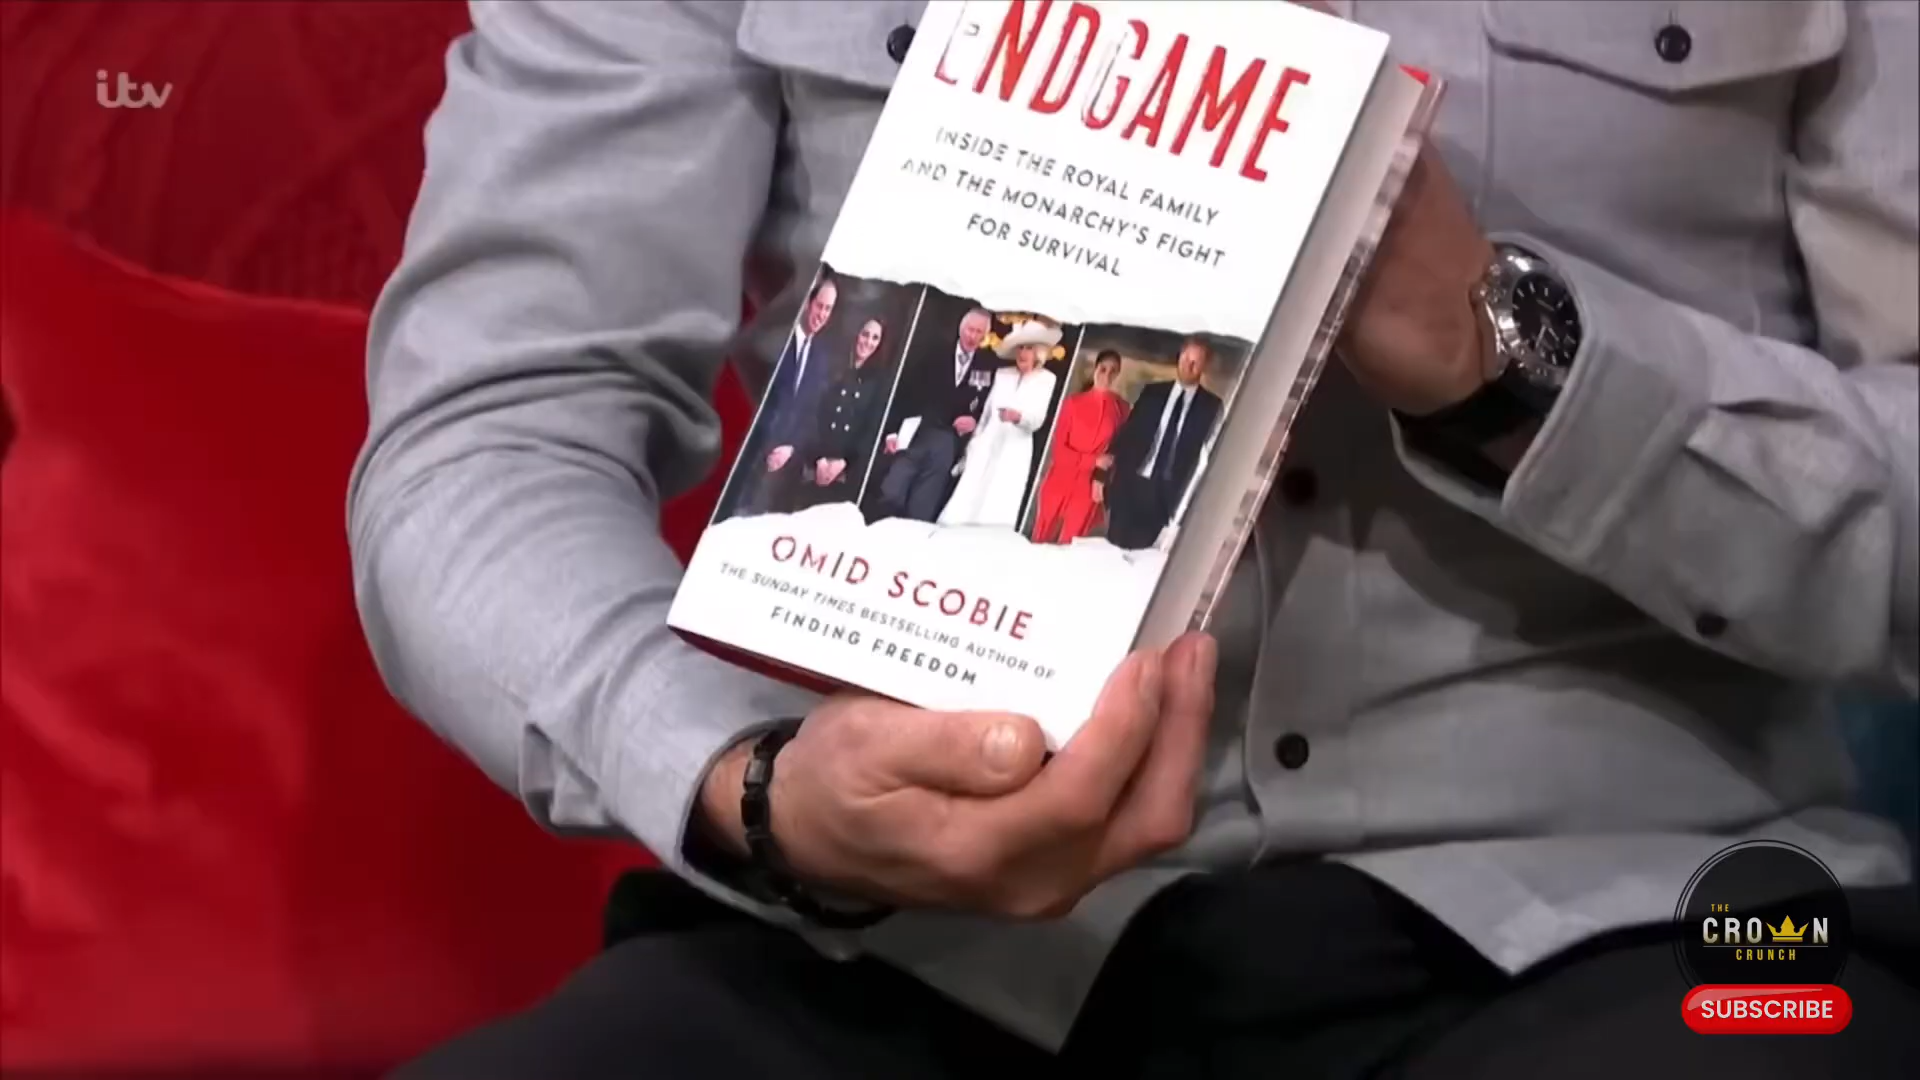 itv
ENDGAME
INSIDE THE ROYAL FAMILY
AND THE MONARCHY'S FIGHT
FOR SURVIVAL
OMID SCOBIE
THE SUNDAY TIMES BESTSELLING AUTHOR OF
FINDING FREEDOM
THE
CROWN
CRUNCH
SUBSCRIBE